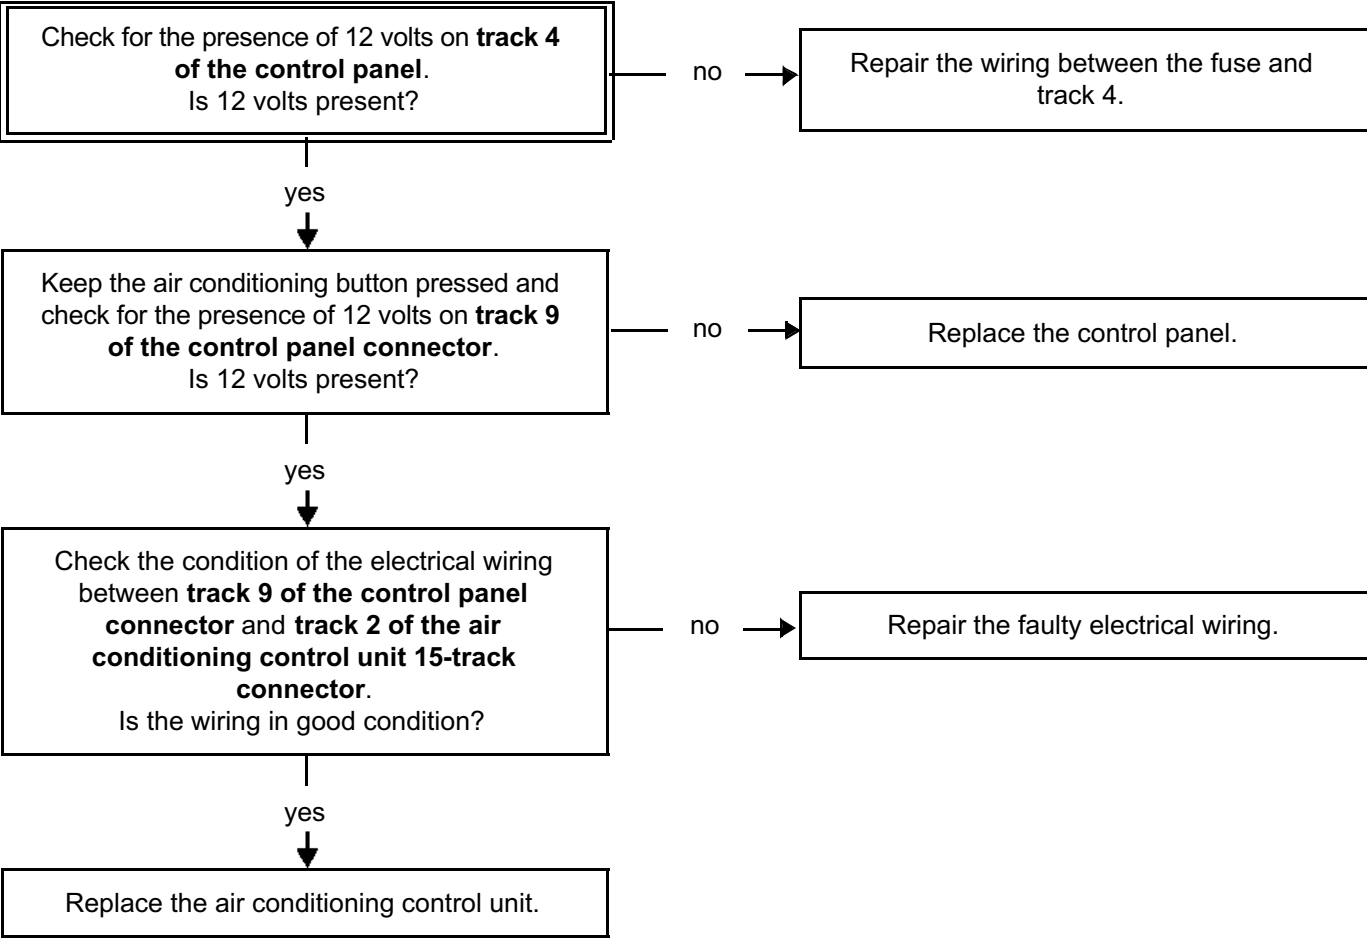 Check for the presence of 12 volts on track 4
of the control panel.
Is 12 volts present?
no
Repair the wiring between the fuse and
track 4.
yes
Keep the air conditioning button pressed and
check for the presence of 12 volts on track 9
of the control panel connector.
Is 12 volts present?
no
Replace the control panel.
yes
Check the condition of the electrical wiring
between track 9 of the control panel
connector and track 2 of the air
conditioning control unit 15-track
connector.
Is the wiring in good condition?
no
Repair the faulty electrical wiring.
yes
Replace the air conditioning control unit.